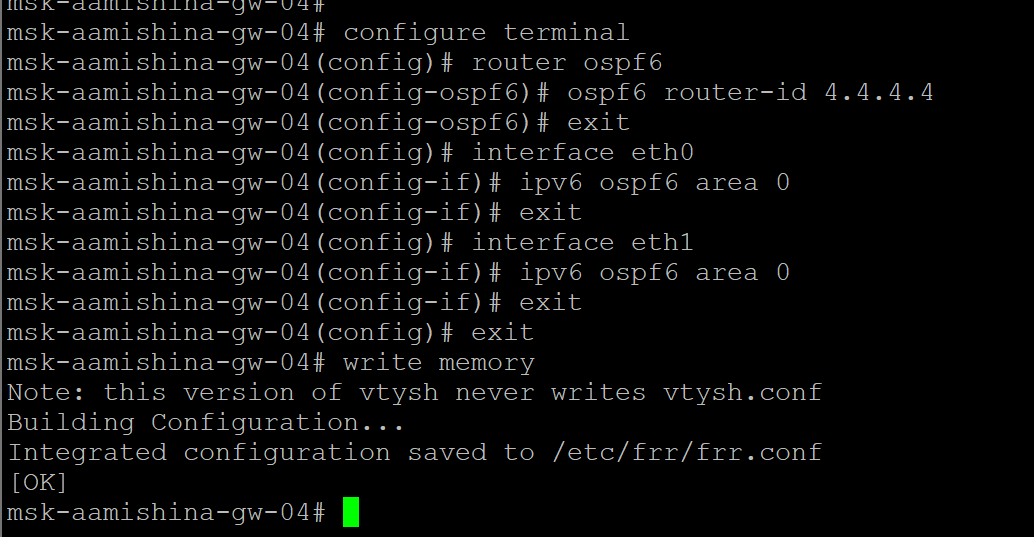 msk-aamishina-gw-04#
msk-aamishina-gw-04# configure terminal
msk-aamishina-gw-04(config)# router ospf6
msk-aamishina-gw-04(config-ospf6)# ospf6 router-id 4.4.4.4
msk-aamishina-gw-04(config-ospf6)# exit
msk-aamishina-gw-04(config)# interface eth0
msk-aamishina-gw-04(config-if)# ipv6 ospf6 area 0
msk-aamishina-gw-04(config-if)# exit
msk-aamishina-gw-04(config)# interface eth1
msk-aamishina-gw-04(config-if)# ipv6 ospf6 area 0
msk-aamishina-gw-04(config-if)# exit
msk-aamishina-gw-04(config)# exit
msk-aamishina-gw-04# write memory
Note: this version of vtysh never writes vtysh.conf
Building Configuration...
Integrated configuration saved to /etc/frr/frr.conf
[OK]
msk-aamishina-gw-04#